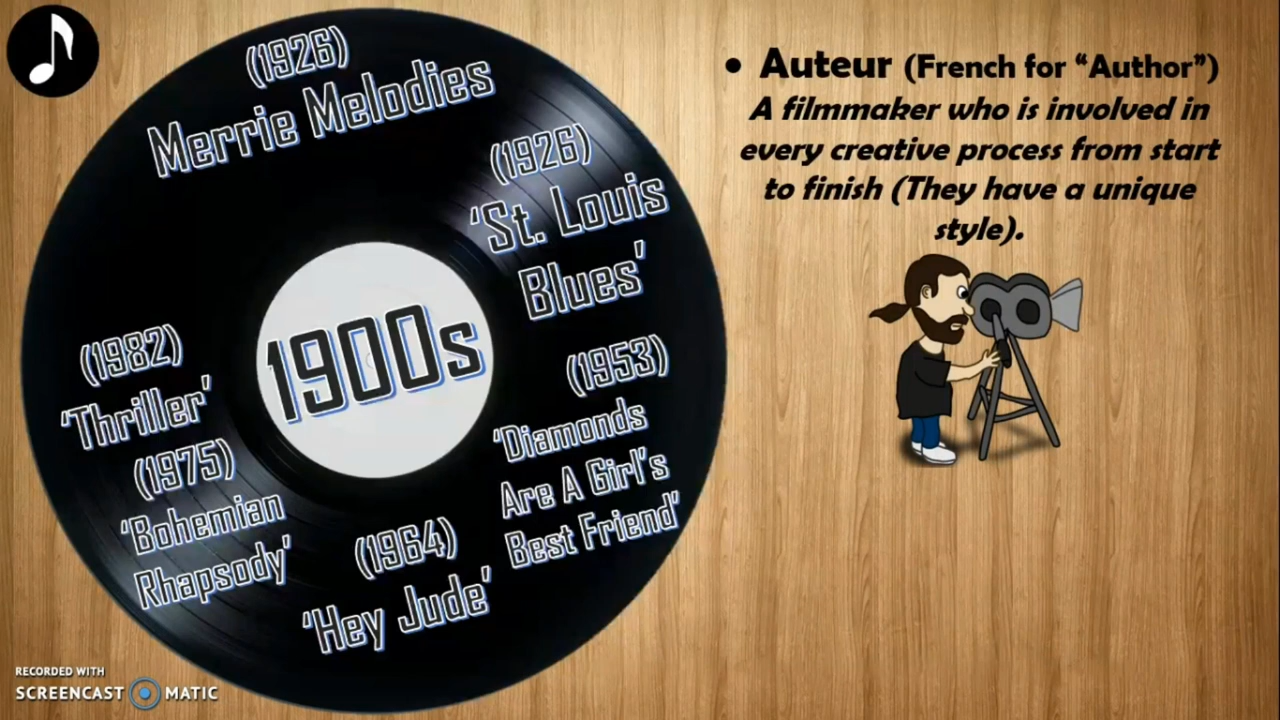 (1926)
Merrie Melodies
(1926)
‘St. Louis
Blues’
1900s
(1953)
‘Diamonds
Are A Girl’s
Best Friend’
(1964)
‘Hey Jude’
(1975)
‘Bohemian
Rhapsody’
(1982)
‘Thriller’
• Auteur (French for “Author”)
A filmmaker who is involved in
every creative process from start
to finish (They have a unique
style).
RECORDED WITH
SCREENCAST MATIC